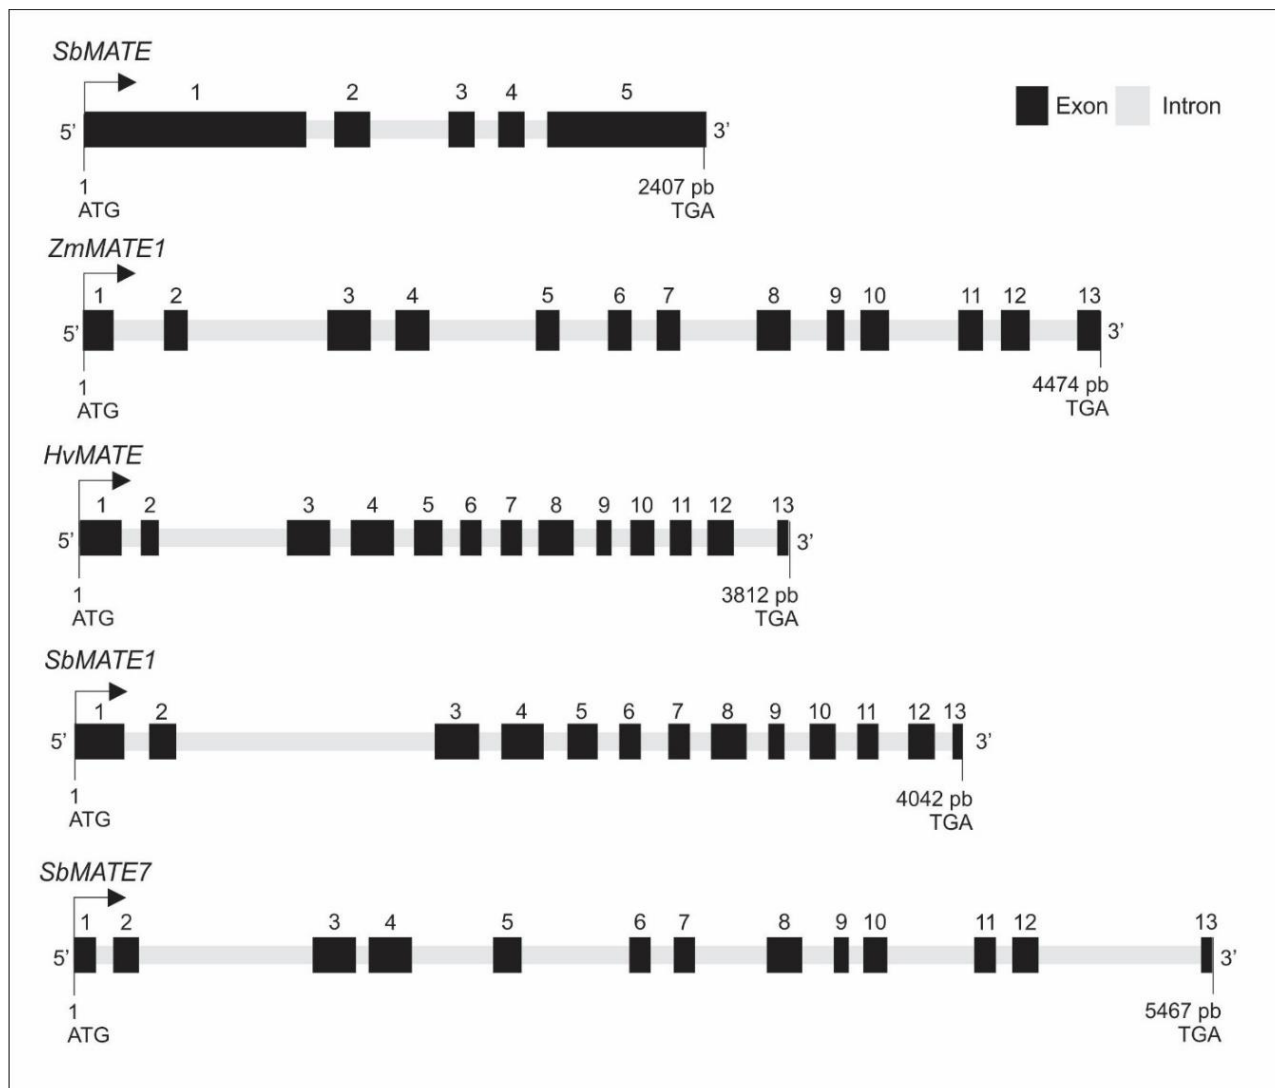 SbMATE
1 2 3 4 5
5' 3'
1 2407 pb
ATG TGA
Exon Intron
ZmMATE1
1 2 3 4 5 6 7 8 9 10 11 12 13
5' 3'
1 4474 pb
ATG TGA
HvMATE
1 2 3 4 5 6 7 8 9 10 11 12 13
5' 3'
1 3812 pb
ATG TGA
SbMATE1
1 2 3 4 5 6 7 8 9 10 11 12 13
5' 3'
1 4042 pb
ATG TGA
SbMATE7
1 2 3 4 5 6 7 8 9 10 11 12 13
5' 3'
1 5467 pb
ATG TGA